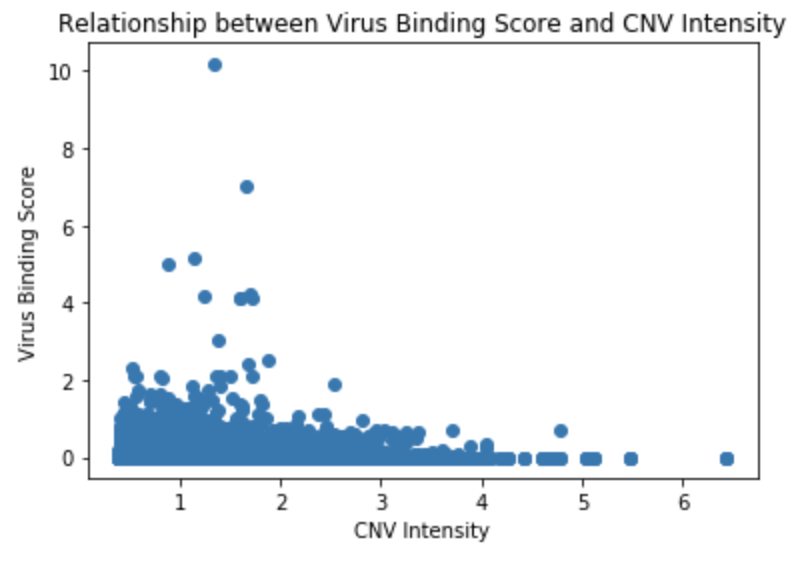 Relationship between Virus Binding Score and CNV Intensity
10
8
6
4
2
0
Virus Binding Score
1 2 3 4 5 6
CNV Intensity